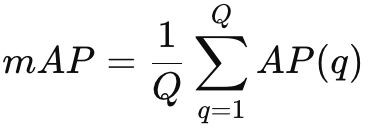 mAP = \frac{1}{Q} \sum_{q=1}^{Q} AP(q)